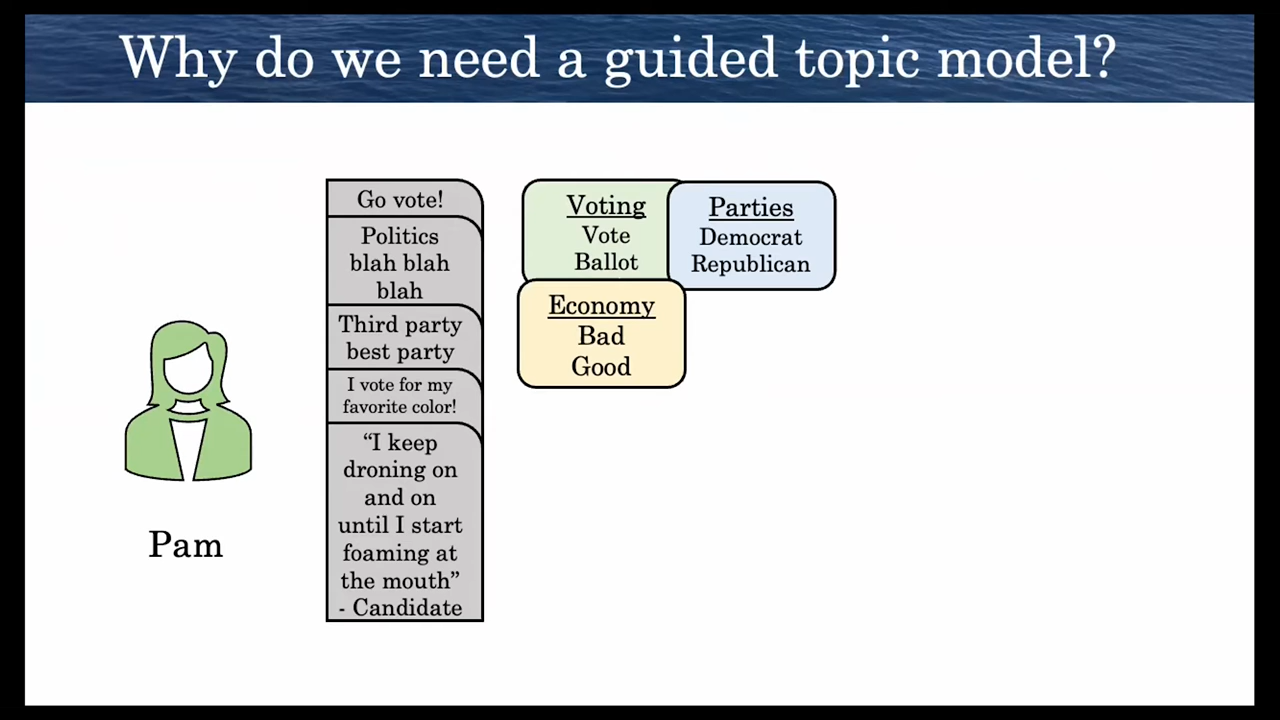 Why do we need a guided topic model?
Go vote!
Politics
blah blah
blah
Third party
best party
I vote for my
favorite color!
“I keep
droning on
and on
until I start
foaming at
the mouth”
- Candidate
Voting
Vote
Ballot
Parties
Democrat
Republican
Economy
Bad
Good
Pam